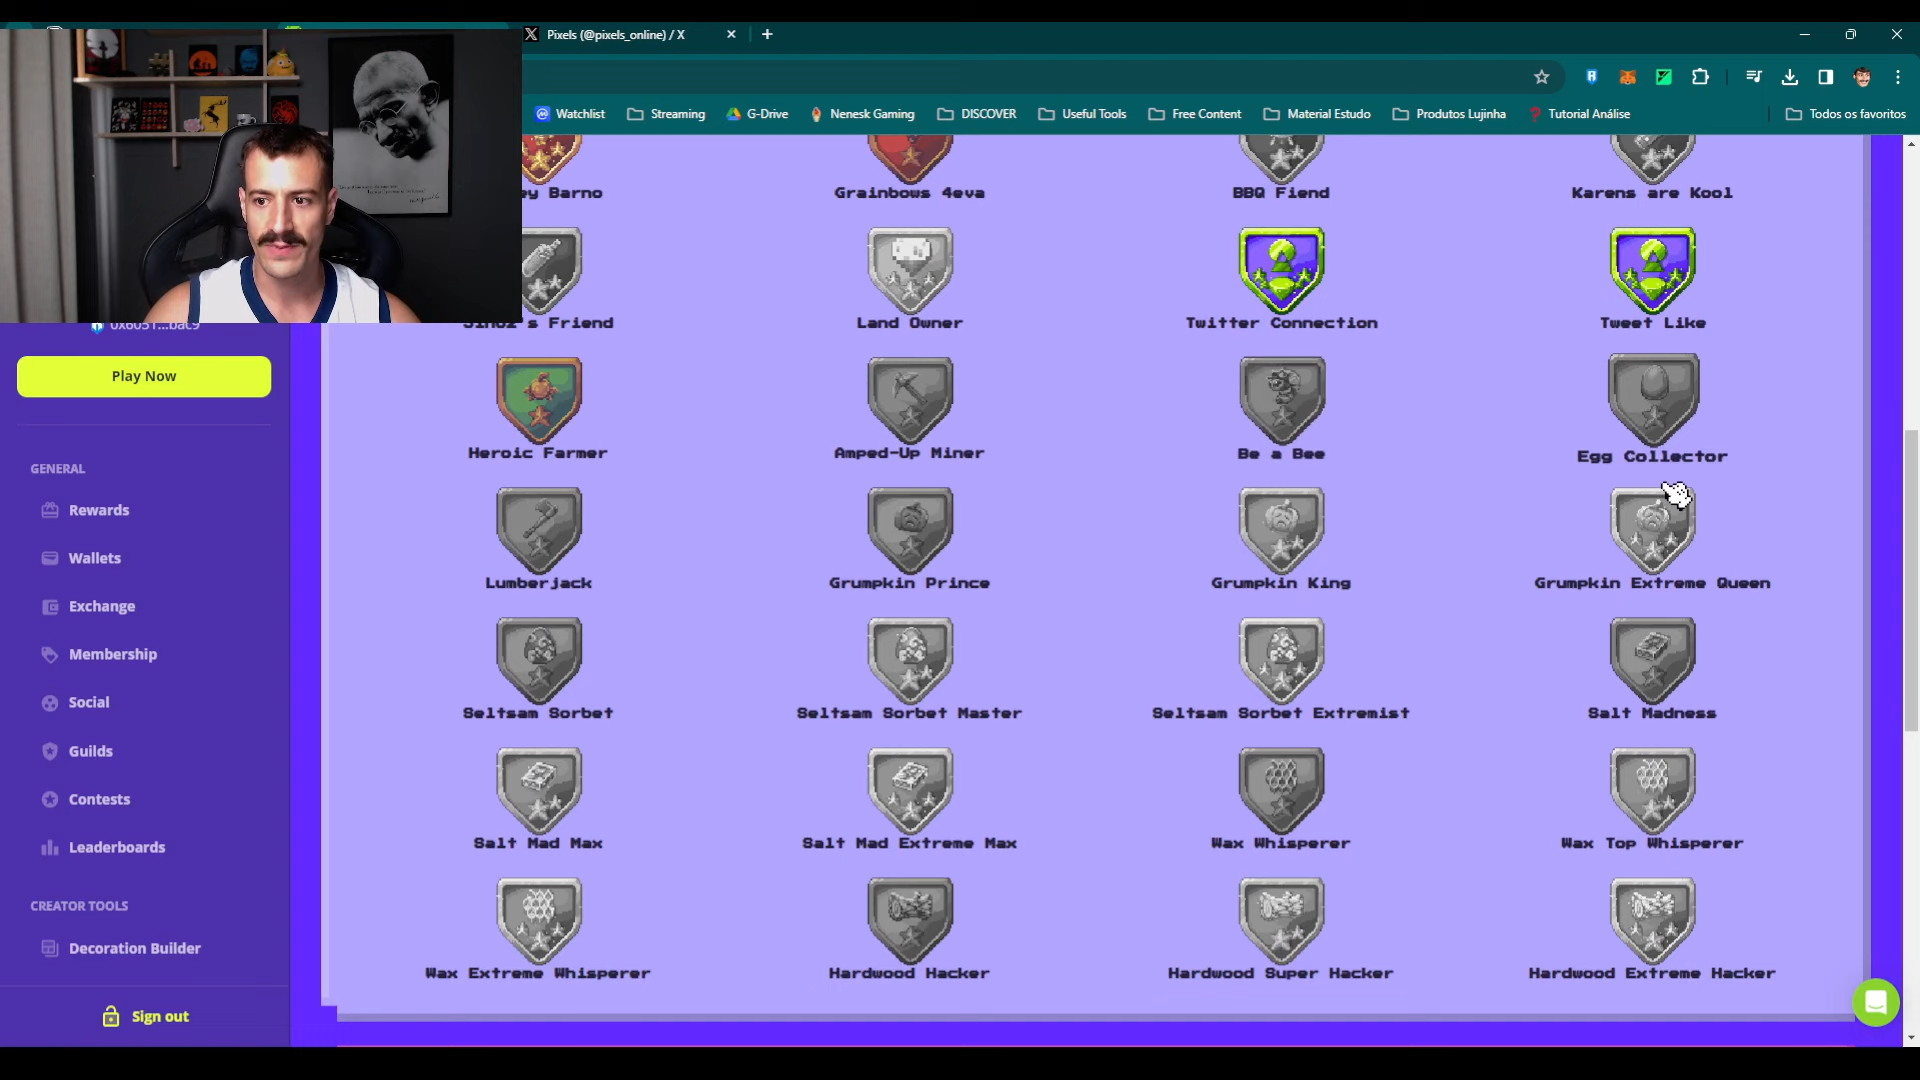 Pixels (@pixels_online) / X
Watchlist
Streaming
G-Drive
Nenesk Gaming
DISCOVER
Useful Tools
Free Content
Material Estudo
Produtos Lujinha
Tutorial Análise
Todos os favoritos
ey Barno
Grainbows 4eva
BBQ Fiend
Karens are Kool
's Friend
Land Owner
Twitter Connection
Tweet Like
Play Now
Heroic Farmer
Amped-Up Miner
Be a Bee
Egg Collector
GENERAL
Rewards
Wallets
Exchange
Membership
Social
Guilds
Contests
Leaderboards
CREATOR TOOLS
Decoration Builder
Sign out
Lumberjack
Grumpkin Prince
Grumpkin King
Grumpkin Extreme Queen
Seltsam Sorbet
Seltsam Sorbet Master
Seltsam Sorbet Extremist
Salt Madness
Salt Mad Max
Salt Mad Extreme Max
Wax Whisperer
Wax Top Whisperer
Wax Extreme Whisperer
Hardwood Hacker
Hardwood Super Hacker
Hardwood Extreme Hacker